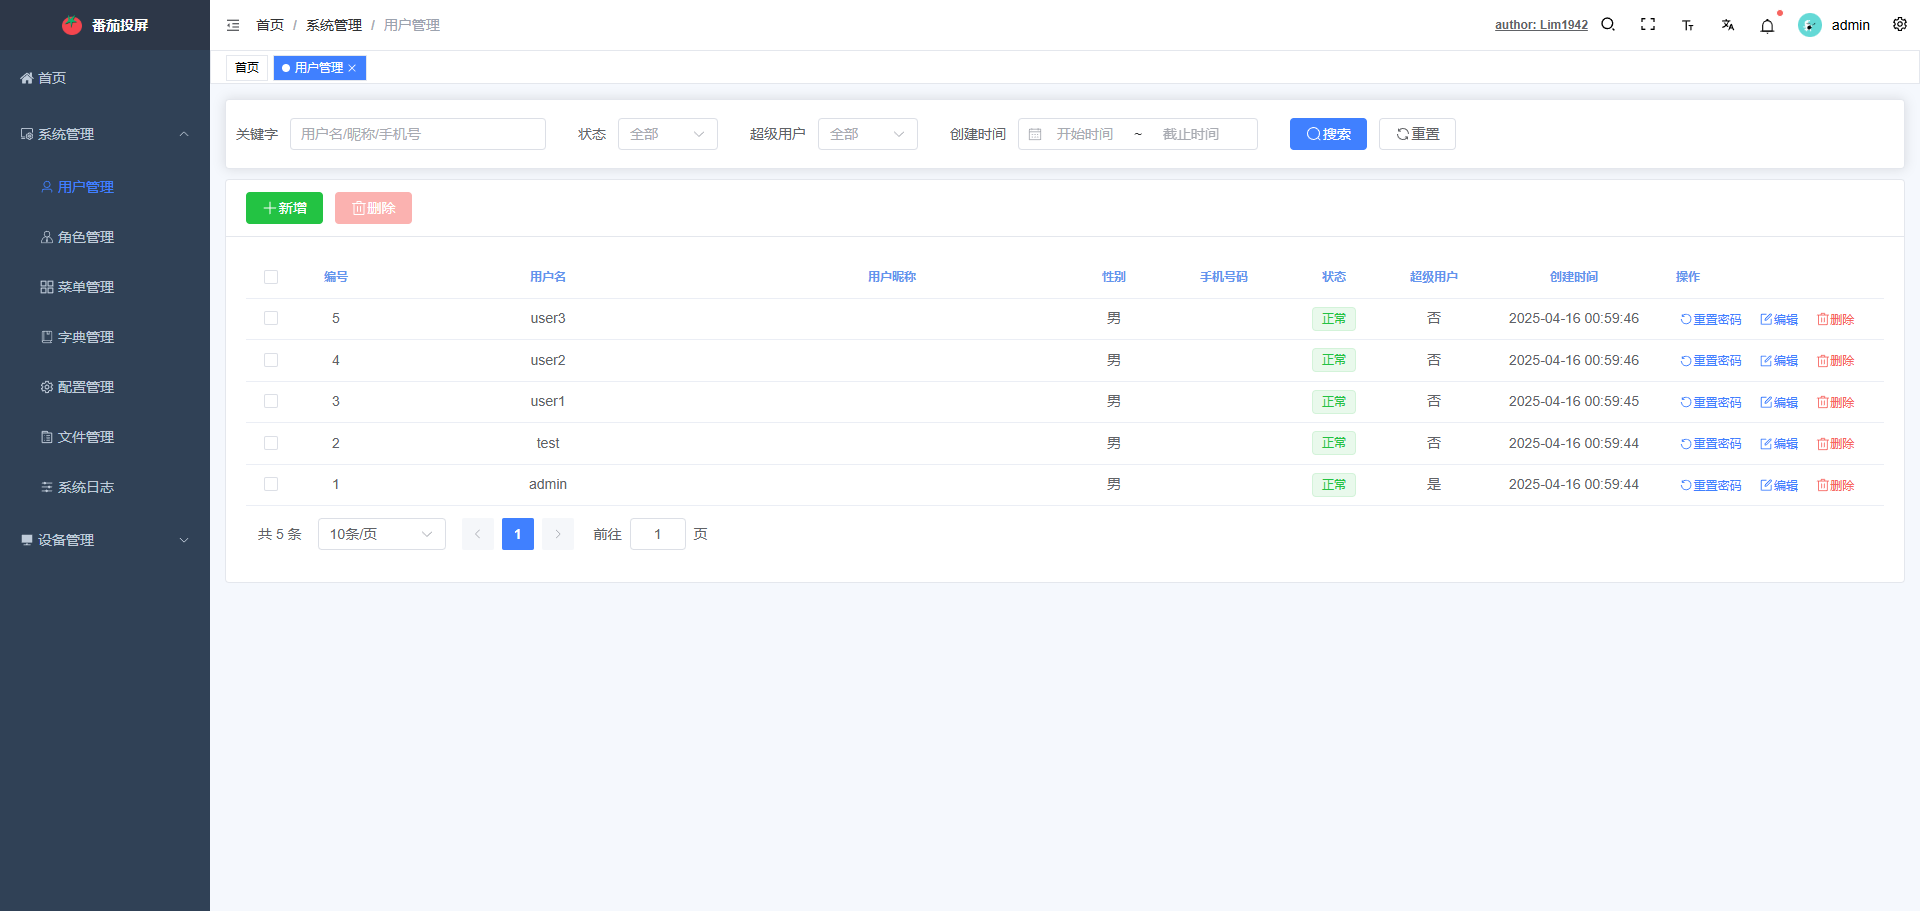 番茄投屏
首页 / 系统管理 / 用户管理
author: Lim1942
admin
首页
用户管理
首页
系统管理
用户管理
角色管理
菜单管理
字典管理
配置管理
文件管理
系统日志
设备管理
关键字 用户名/昵称/手机号 状态 全部 超级用户 全部 创建时间 开始时间 ~ 截止时间 搜索 重置
新增 删除
编号 用户名 用户昵称 性别 手机号码 状态 超级用户 创建时间 操作
5 user3 男 正常 否 2025-04-16 00:59:46 重置密码 编辑 删除
4 user2 男 正常 否 2025-04-16 00:59:46 重置密码 编辑 删除
3 user1 男 正常 否 2025-04-16 00:59:45 重置密码 编辑 删除
2 test 男 正常 否 2025-04-16 00:59:44 重置密码 编辑 删除
1 admin 男 正常 是 2025-04-16 00:59:44 重置密码 编辑 删除
共 5 条 10条/页 1 前往 1 页